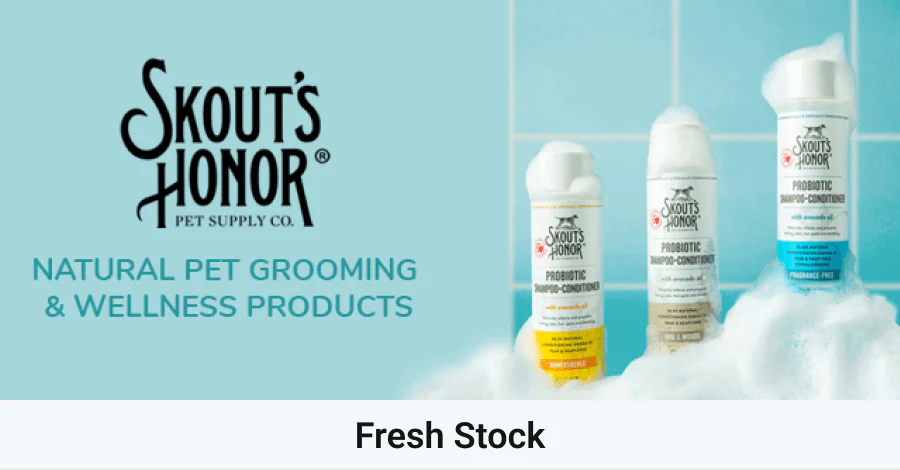 SKOUT'S
HONOR®
PET SUPPLY CO.
NATURAL PET GROOMING
& WELLNESS PRODUCTS
SKOUT'S
HONOR
PROBIOTIC
SHAMPOO+CONDITIONER
with avocado oil
HONEYSUCKLE
SKOUT'S
HONOR
PROBIOTIC
SHAMPOO+CONDITIONER
with avocado oil
SKOUT'S
HONOR
PROBIOTIC
SHAMPOO+CONDITIONER
with avocado oil
FRAGRANCE-FREE
Fresh Stock